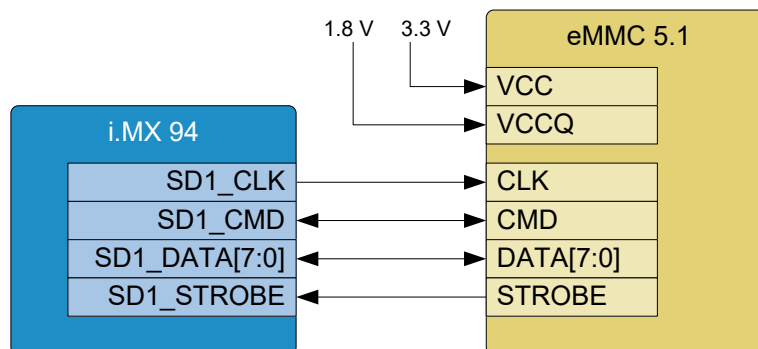 1.8 V
3.3 V
eMMC 5.1
VCC
VCCQ
i.MX 94
SD1_CLK
CLK
SD1_CMD
CMD
SD1_DATA[7:0]
DATA[7:0]
SD1_STROBE
STROBE